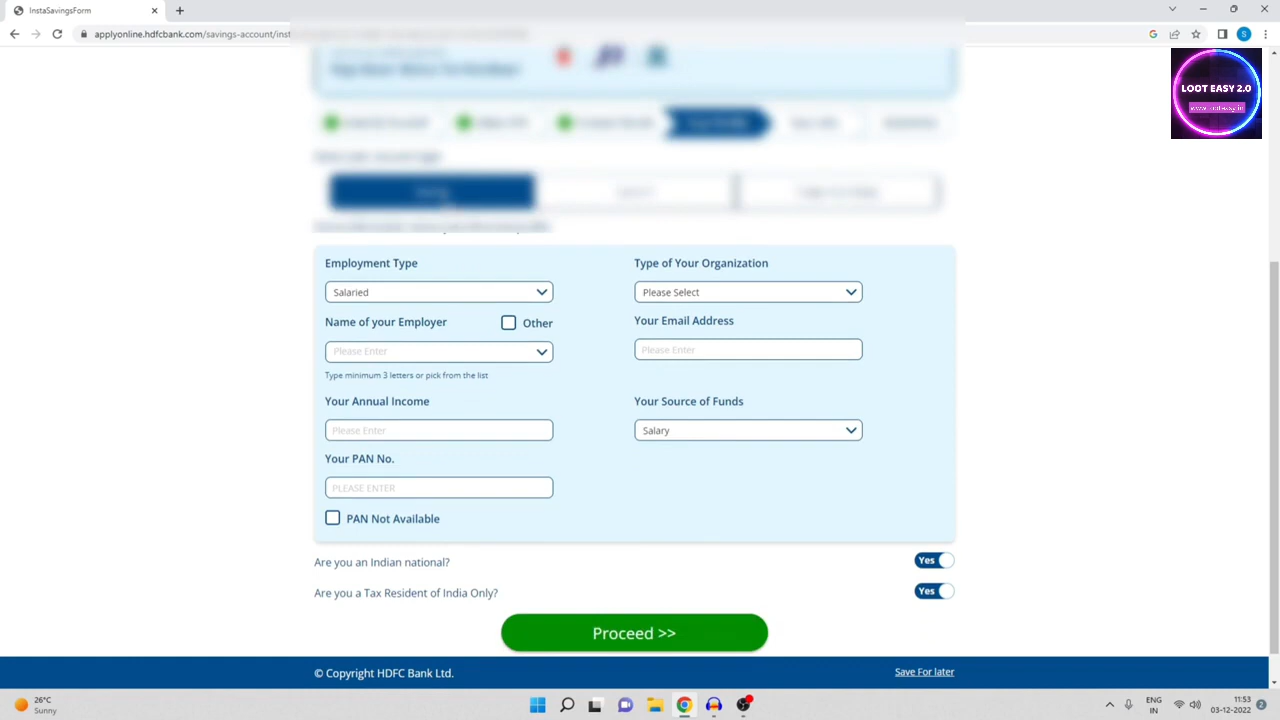 InstaSavingsForm
applyonline.hdfcbank.com/savings-account/inst
LOOT EASY 2.0
www.looteasy.in
Employment Type
Type of Your Organization
Salaried
Please Select
Name of your Employer
Other
Your Email Address
Please Enter
Please Enter
Type minimum 3 letters or pick from the list
Your Annual Income
Your Source of Funds
Please Enter
Salary
Your PAN No.
PLEASE ENTER
PAN Not Available
Are you an Indian national?
Yes
Are you a Tax Resident of India Only?
Yes
Proceed >>
© Copyright HDFC Bank Ltd.
Save For later
26°C
Sunny
ENG
IN
11:53
03-12-2022
2